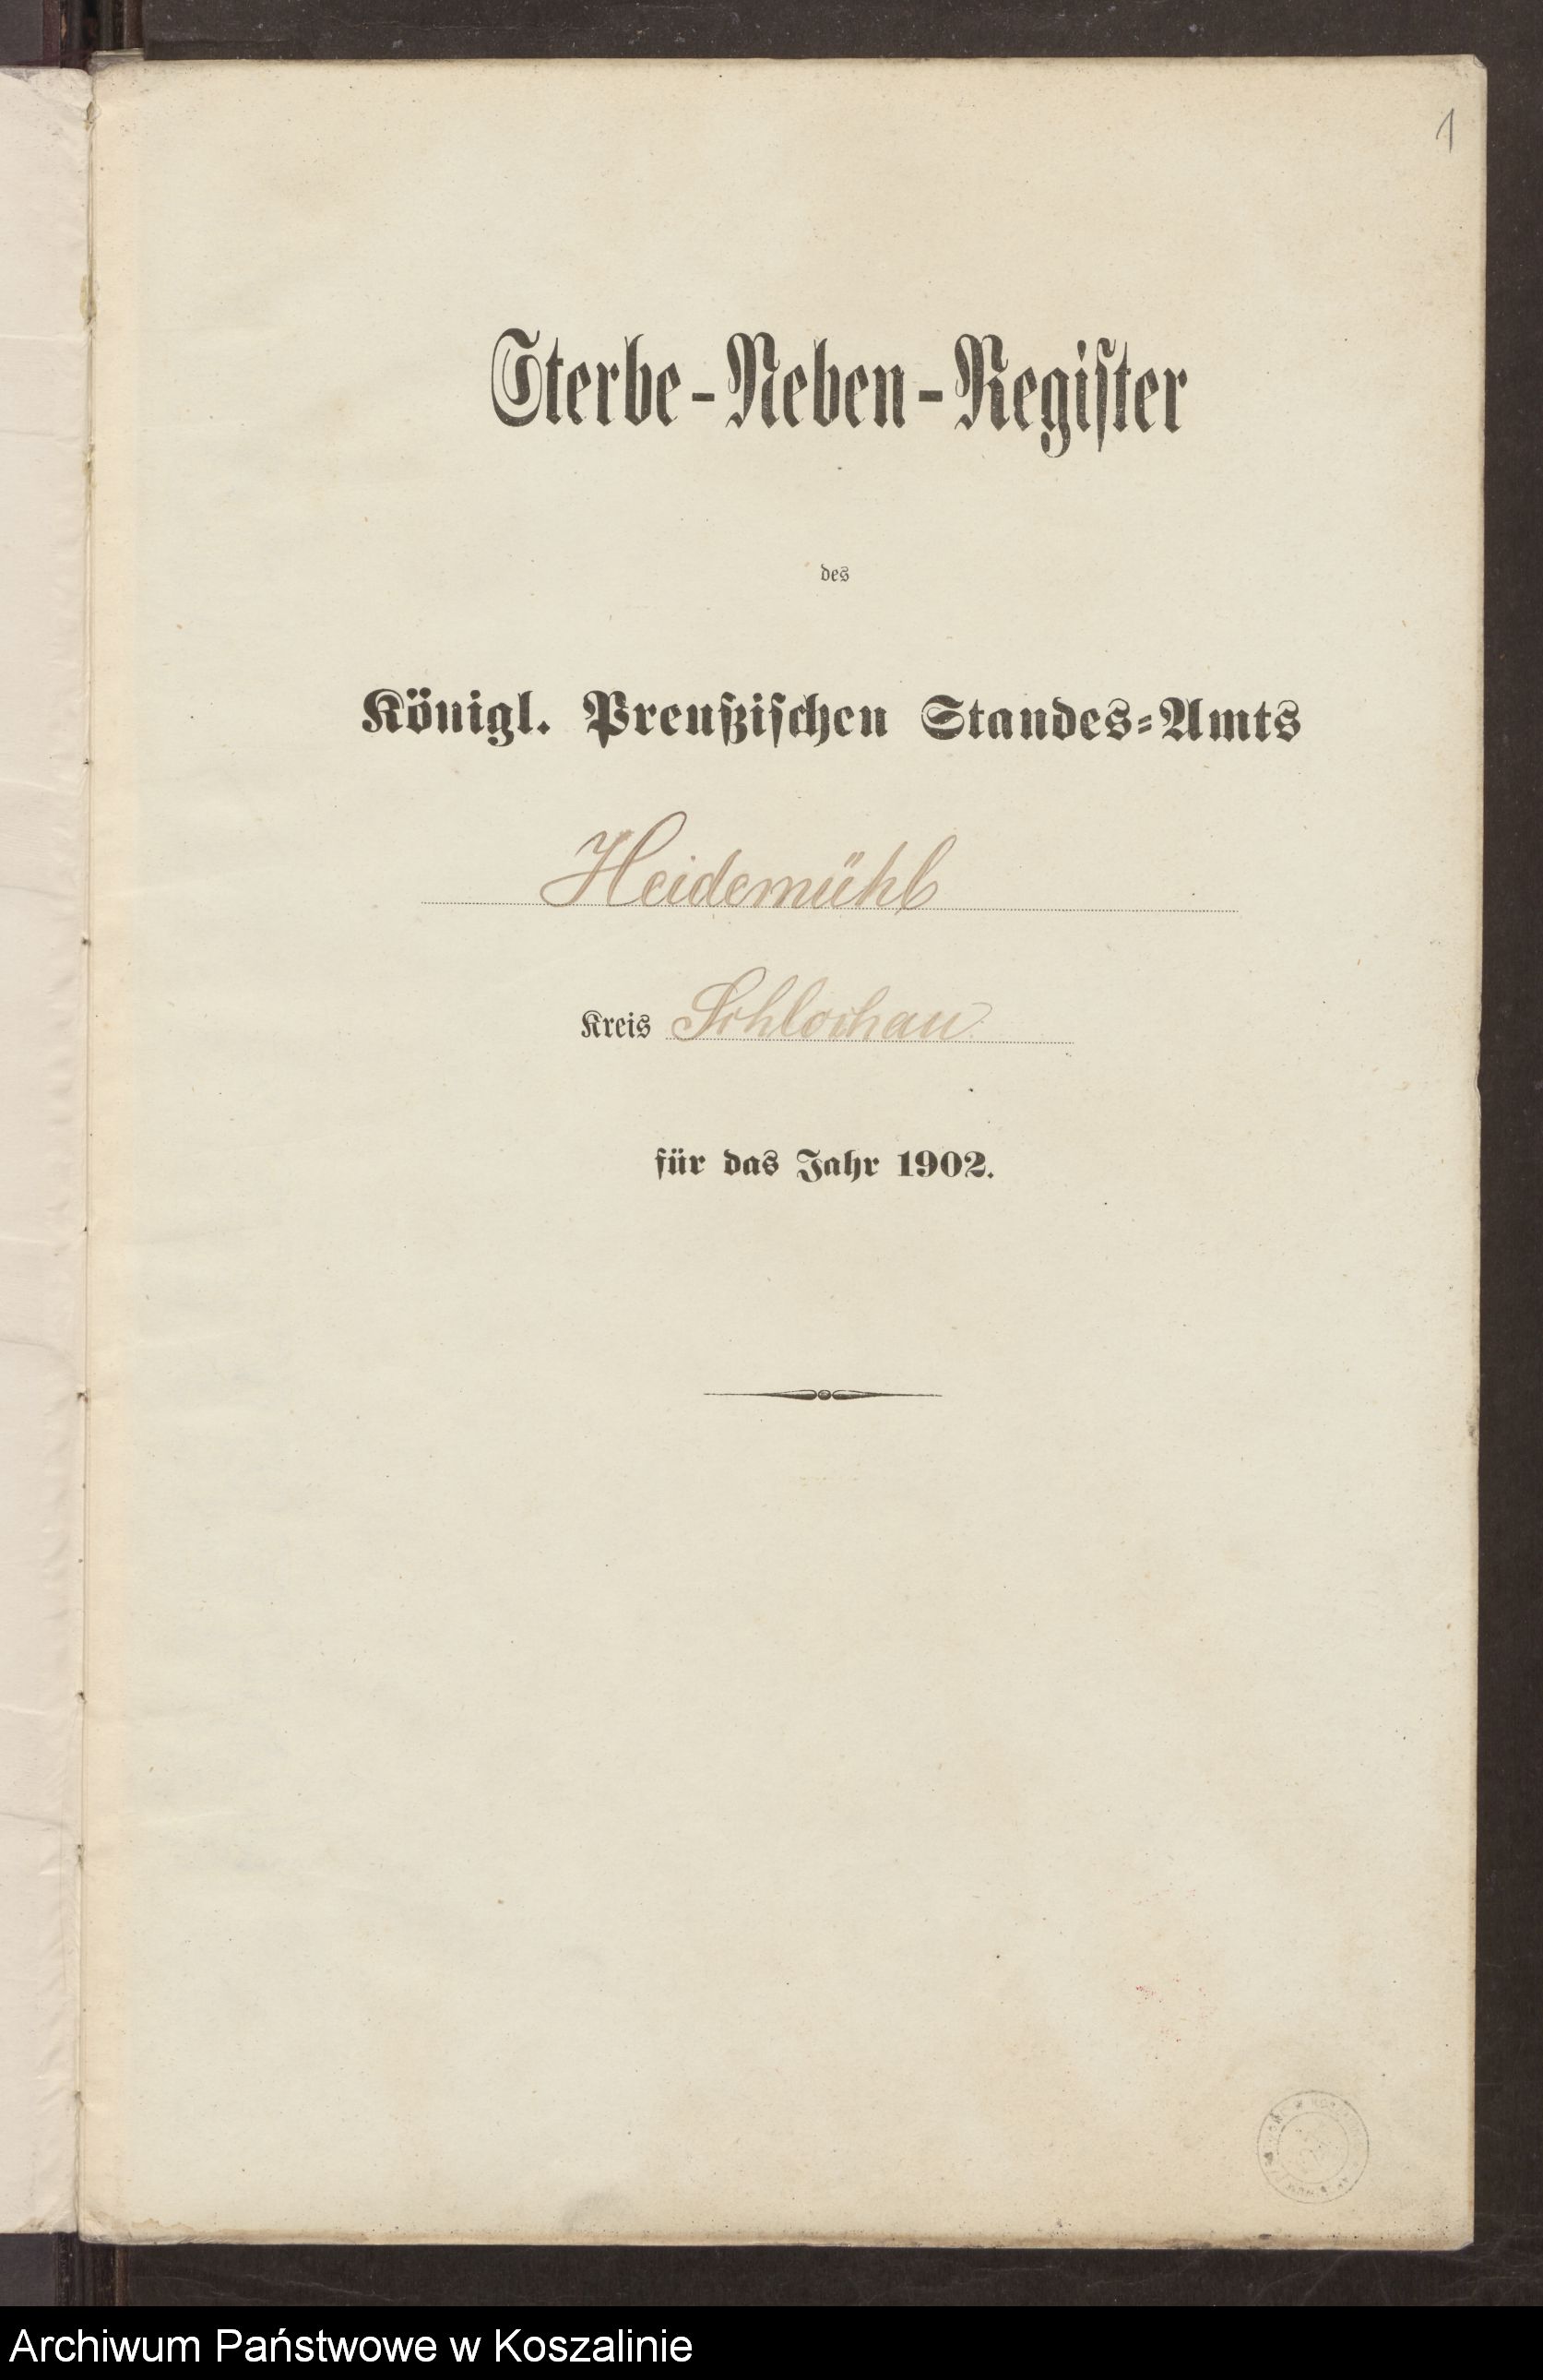 1
Sterbe-Neben-Register
des
Königl. Preußischen Standes-Amts
Heidemühl
Kreis Schlochau
für das Jahr 1902.
Archiwum Państwowe w Koszalinie